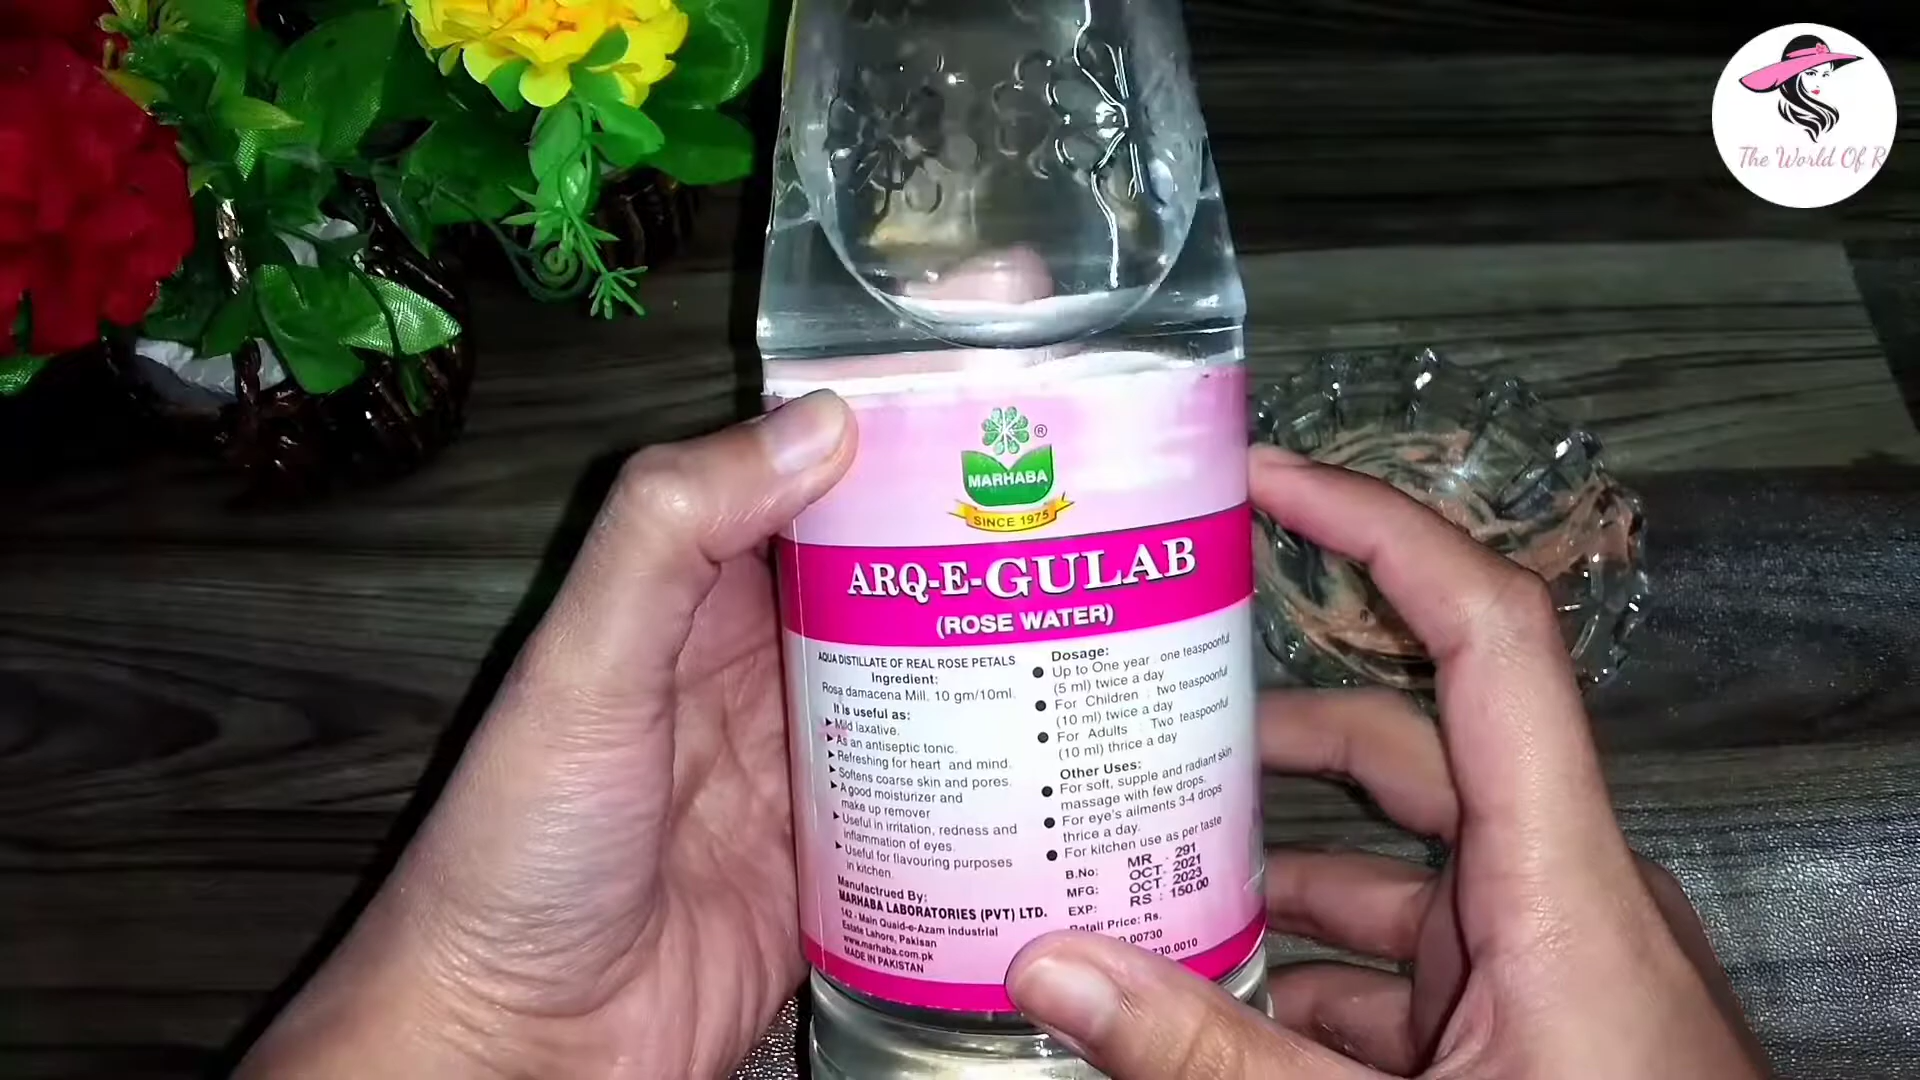 The World Of R
®
MARHABA
SINCE 1975
ARQ-E-GULAB
(ROSE WATER)
AQUA DISTILLATE OF REAL ROSE PETALS
Ingredient:
Rosa damacena Mill. 10 gm/10ml.
It is useful as:
Mild laxative.
As an antiseptic tonic.
Refreshing for heart and mind.
Softens coarse skin and pores.
A good moisturizer and
make up remover
Useful in irritation, redness and
inflammation of eyes.
Useful for flavouring purposes
in kitchen.
Manufactrued By:
MARHABA LABORATORIES (PVT) LTD.
142 - Main Quaid-e-Azam industrial
Estate Lahore, Pakisan
www.marhaba.com.pk
MADE IN PAKISTAN
Dosage:
Up to One year : one teaspoonful
(5 ml) twice a day
For Children : two teaspoonful
(10 ml) twice a day
For Adults : Two teaspoonful
(10 ml) thrice a day
Other Uses:
For soft, supple and radiant skin
massage with few drops.
For eye's ailments 3-4 drops
thrice a day.
For kitchen use as per taste
MR - 291
B.No: OCT. 2021
MFG: OCT. 2023
EXP: RS : 150.00
Retail Price: Rs.
00730
730.0010